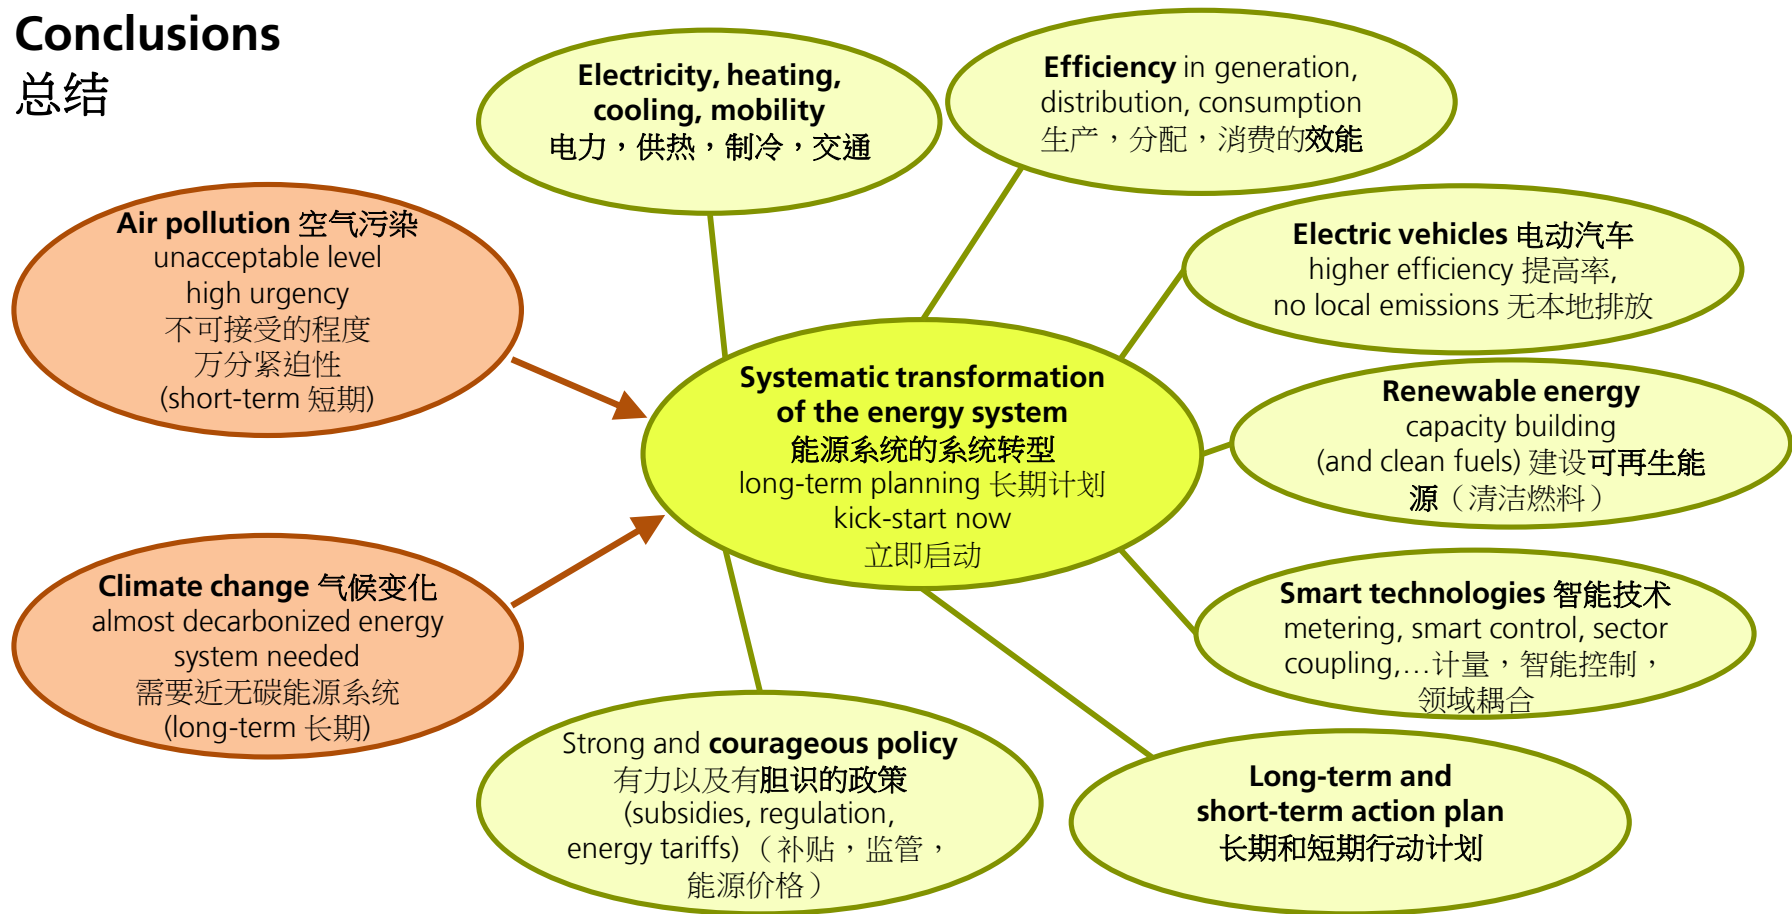 Conclusions
总结
Electricity, heating,
cooling, mobility
电力，供热，制冷，交通
Efficiency in generation,
distribution, consumption
生产，分配，消费的效能
Air pollution 空气污染
unacceptable level
high urgency
不可接受的程度
万分紧迫性
(short-term 短期)
Electric vehicles 电动汽车
higher efficiency 提高率,
no local emissions 无本地排放
Systematic transformation
of the energy system
能源系统的系统转型
long-term planning 长期计划
kick-start now
立即启动
Renewable energy
capacity building
(and clean fuels) 建设可再生能
源（清洁燃料）
Climate change 气候变化
almost decarbonized energy
system needed
需要近无碳能源系统
(long-term 长期)
Smart technologies 智能技术
metering, smart control, sector
coupling,…计量，智能控制，
领域耦合
Strong and courageous policy
有力以及有胆识的政策
(subsidies, regulation,
energy tariffs) （补贴，监管，
能源价格）
Long-term and
short-term action plan
长期和短期行动计划